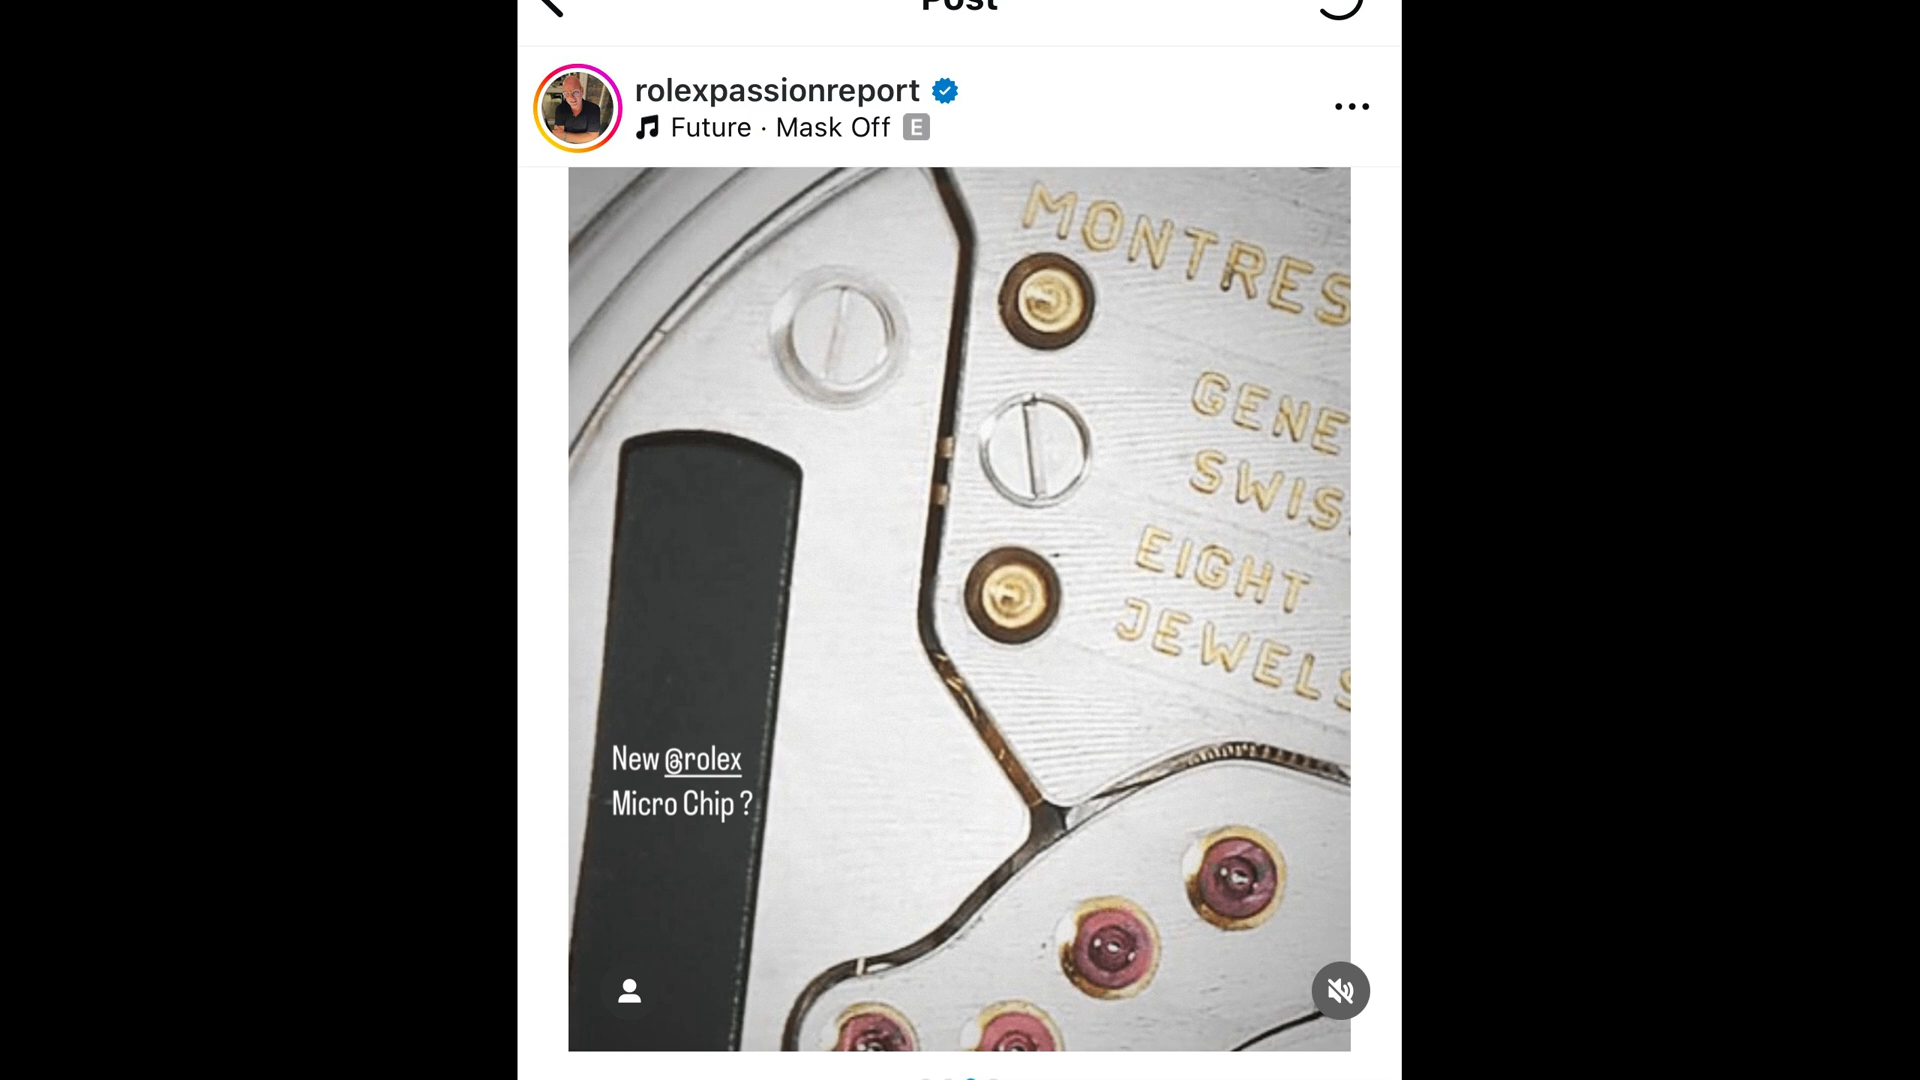 Post
rolexpassionreport
Future · Mask Off E
MONTRES
GENE
SWIS
EIGHT
JEWELS
New @rolex
Micro Chip ?